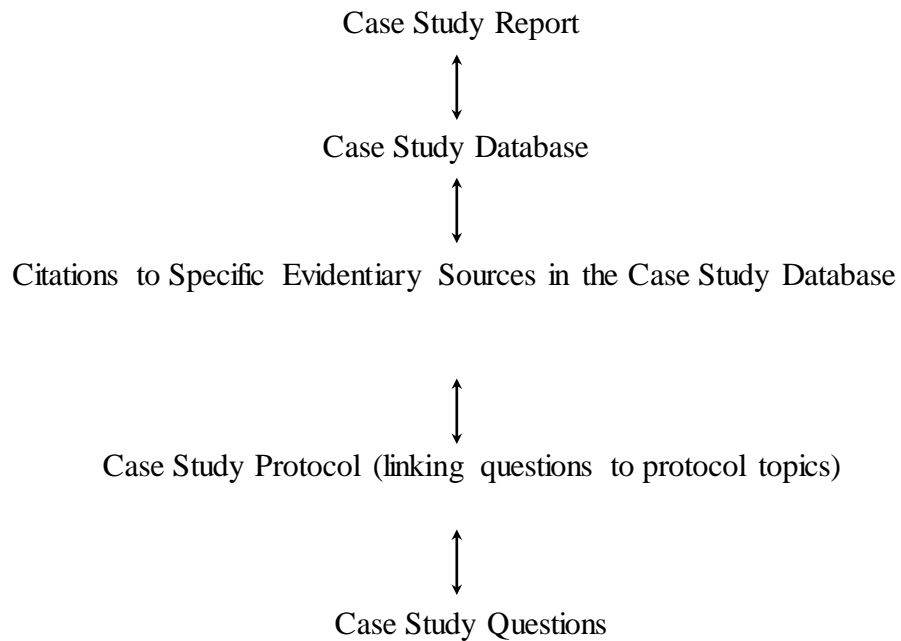 Case Study Report
Case Study Database
Citations to Specific Evidentiary Sources in the Case Study Database
Case Study Protocol (linking questions to protocol topics)
Case Study Questions